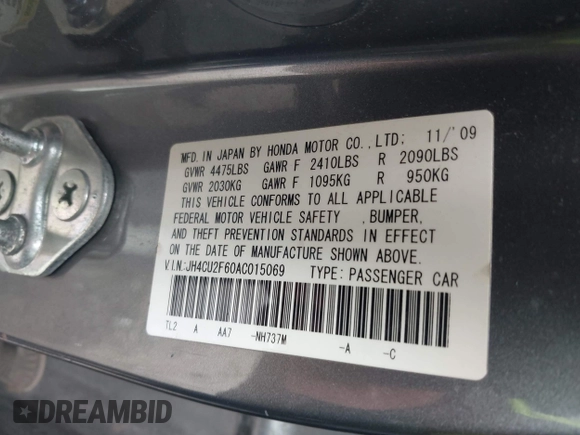 MFD. IN JAPAN BY HONDA MOTOR CO., LTD; 11/'09
GVWR 4475LBS GAWR F 2410LBS R 2090LBS
GVWR 2030KG GAWR F 1095KG R 950KG
THIS VEHICLE CONFORMS TO ALL APPLICABLE
FEDERAL MOTOR VEHICLE SAFETY , BUMPER,
AND THEFT PREVENTION STANDARDS IN EFFECT
ON THE DATE OF MANUFACTURE SHOWN ABOVE.
V.I.N.:JH4CU2F60AC015069 TYPE: PASSENGER CAR
TL2 A AA7 -NH737M -A -C
DREAMBID